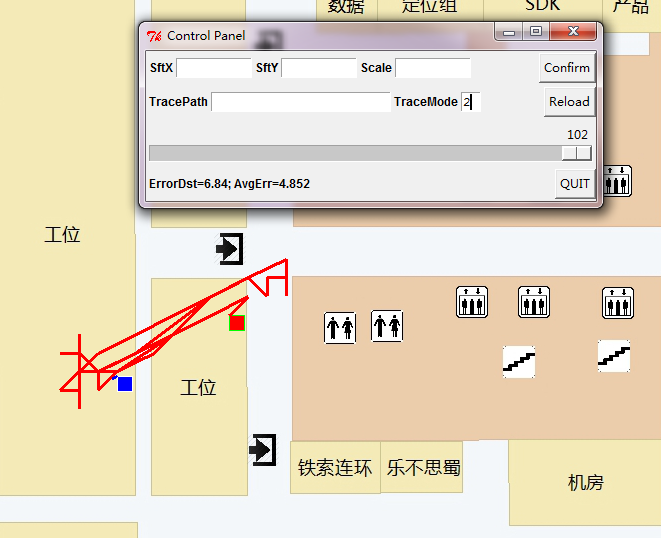 数据 定位组 SDK 产品
Control Panel
SftX SftY Scale Confirm
TracePath TraceMode 2 Reload
102
ErrorDst=6.84; AvgErr=4.852 QUIT
工位
工位
铁索连环 乐不思蜀
机房